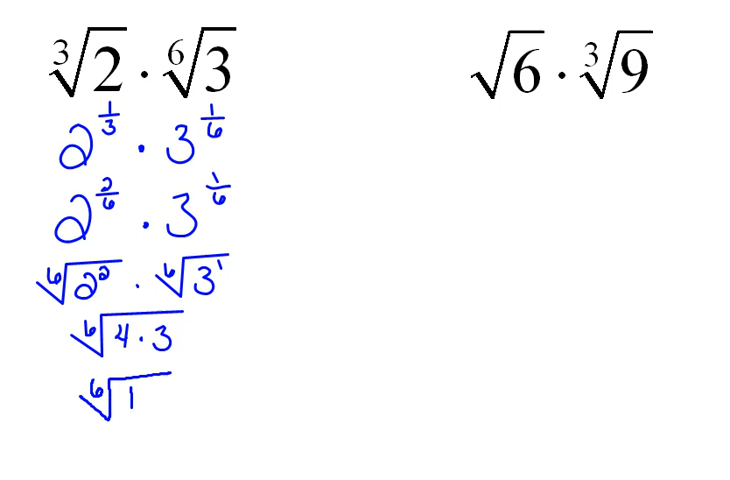 ∛2 · ⁶√3
√6 · ∛9
2^(1/3) · 3^(1/6)
2^(2/6) · 3^(1/6)
⁶√2² · ⁶√3¹
⁶√4 · 3
⁶√1